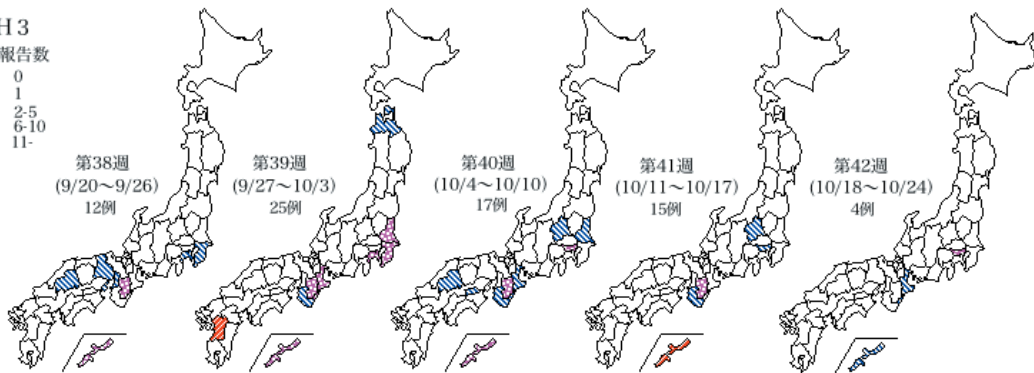 H3
報告数
0
1
2-5
6-10
11-
第38週
(9/20～9/26)
12例
第39週
(9/27～10/3)
25例
第40週
(10/4～10/10)
17例
第41週
(10/11～10/17)
15例
第42週
(10/18～10/24)
4例